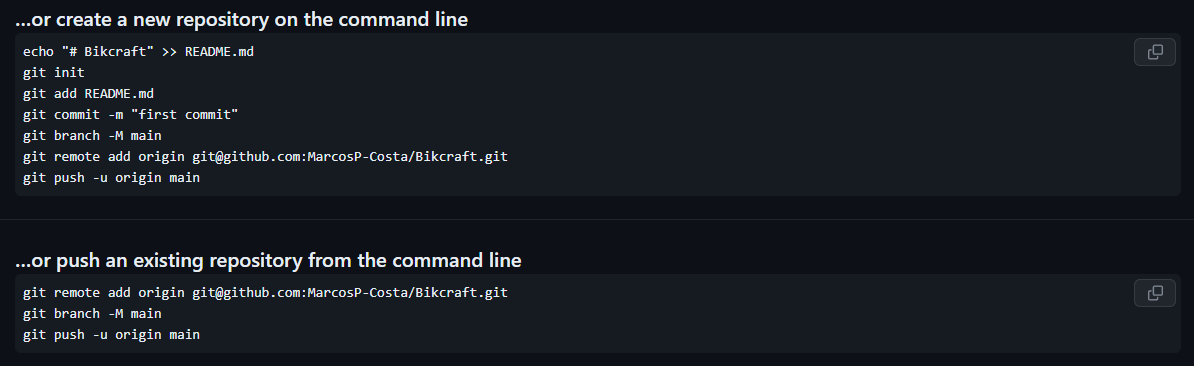 ...or create a new repository on the command line
echo "# Bikcraft" >> README.md
git init
git add README.md
git commit -m "first commit"
git branch -M main
git remote add origin git@github.com:MarcosP-Costa/Bikcraft.git
git push -u origin main
...or push an existing repository from the command line
git remote add origin git@github.com:MarcosP-Costa/Bikcraft.git
git branch -M main
git push -u origin main